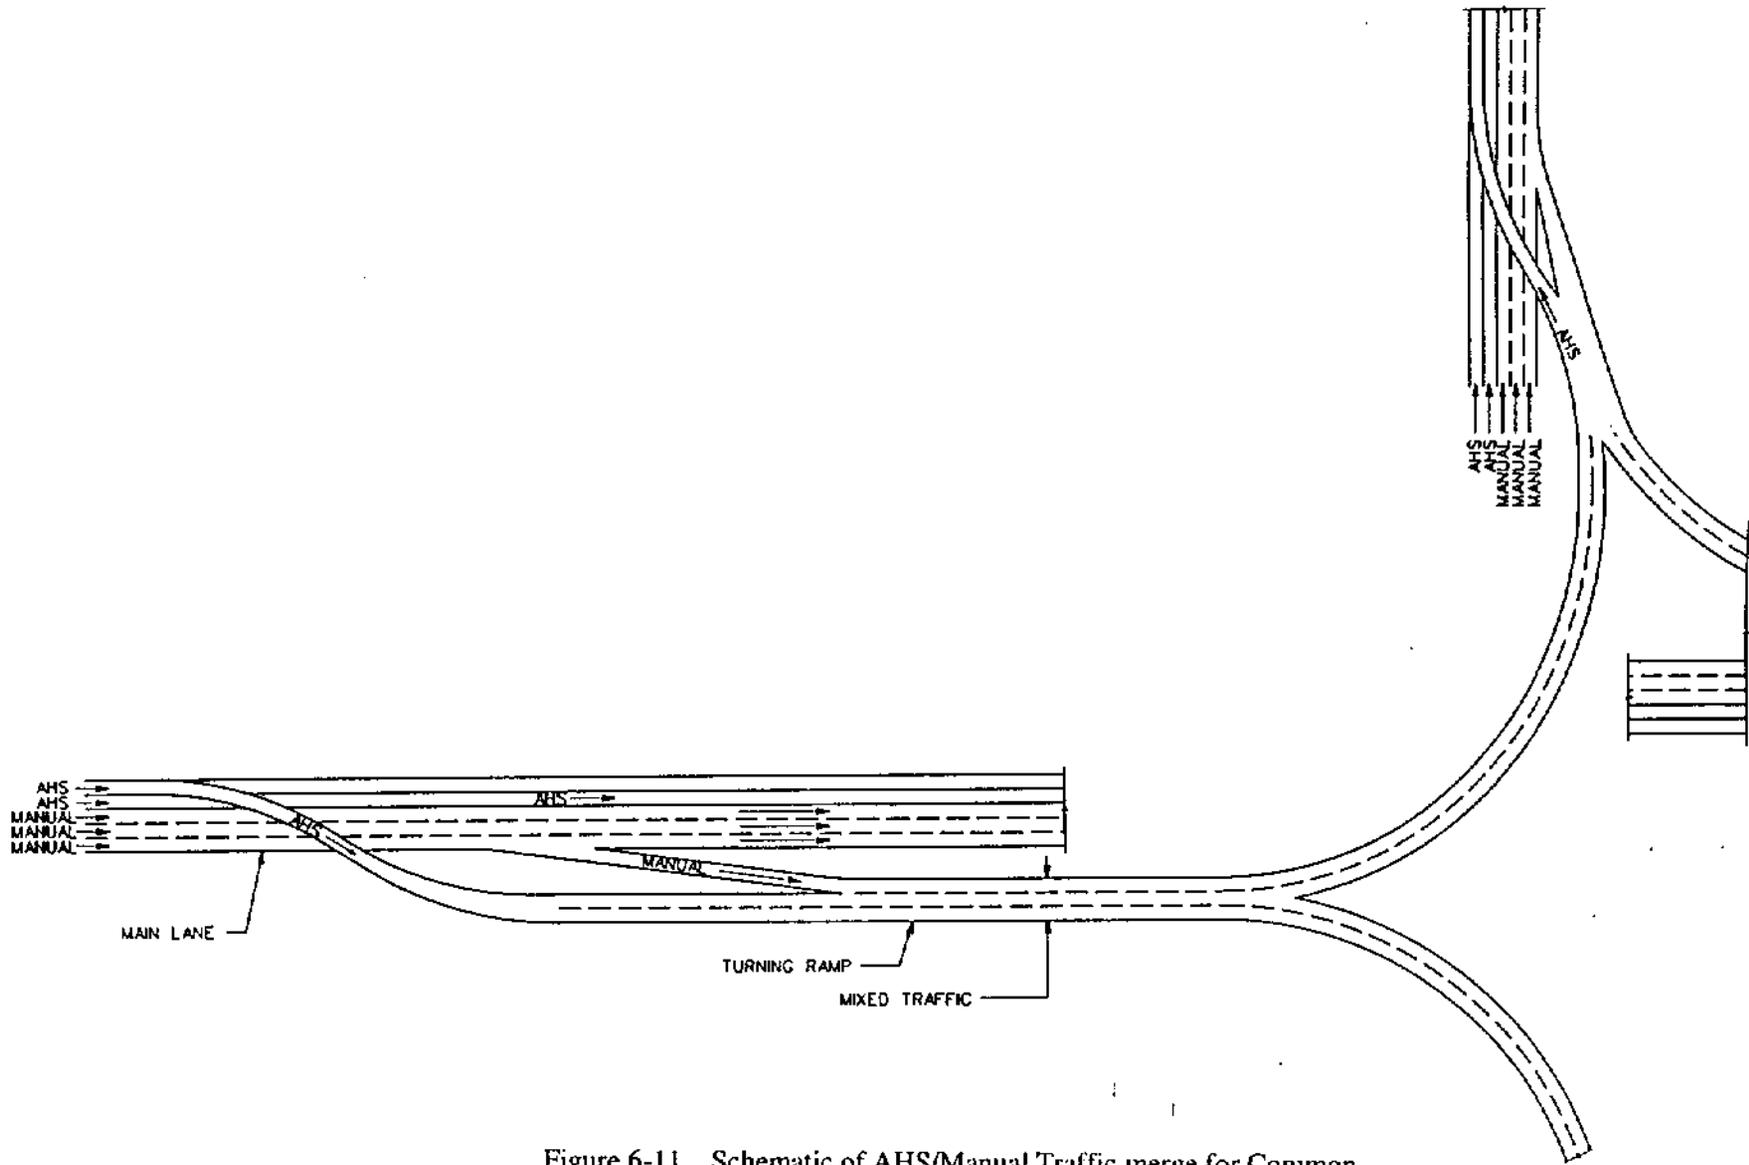 AHS
AHS
MANUAL
MANUAL
MANUAL
AHS
AHS
MANUAL
MAIN LANE
TURNING RAMP
MIXED TRAFFIC
AHS
AHS
AHS
MANUAL
MANUAL
MANUAL
Figure 6-11 Schematic of AHS/Manual Traffic merge for Common